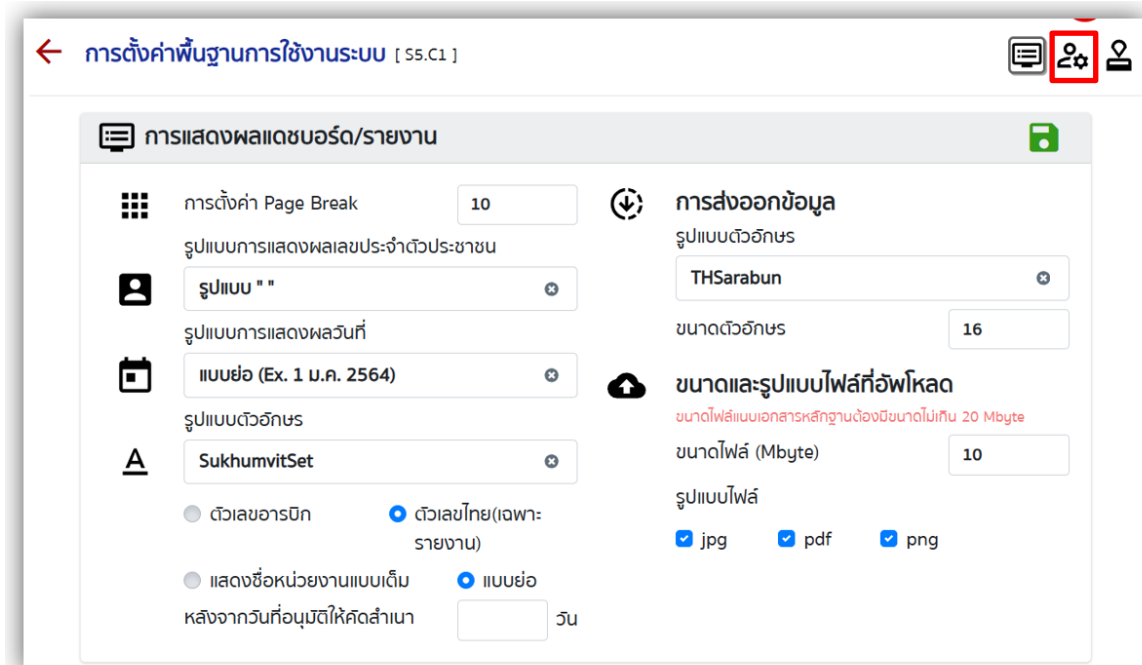 การตั้งค่าพื้นฐานการใช้งานระบบ [ S5.C1 ]
การแสดงผลแดชบอร์ด/รายงาน
การตั้งค่า Page Break 10
รูปแบบการแสดงผลเลขประจำตัวประชาชน
รูปแบบ " "
รูปแบบการแสดงผลวันที่
แบบย่อ (Ex. 1 ม.ค. 2564)
รูปแบบตัวอักษร
SukhumvitSet
ตัวเลขอารบิก ตัวเลขไทย(เฉพาะ
รายงาน)
แสดงชื่อหน่วยงานแบบเต็ม แบบย่อ
หลังจากวันที่อนุมัติให้คัดสำเนา วัน
การส่งออกข้อมูล
รูปแบบตัวอักษร
THSarabun
ขนาดตัวอักษร 16
ขนาดและรูปแบบไฟล์ที่อัพโหลด
ขนาดไฟล์แนบเอกสารหลักฐานต้องมีขนาดไม่เกิน 20 Mbyte
ขนาดไฟล์ (Mbyte) 10
รูปแบบไฟล์
jpg pdf png